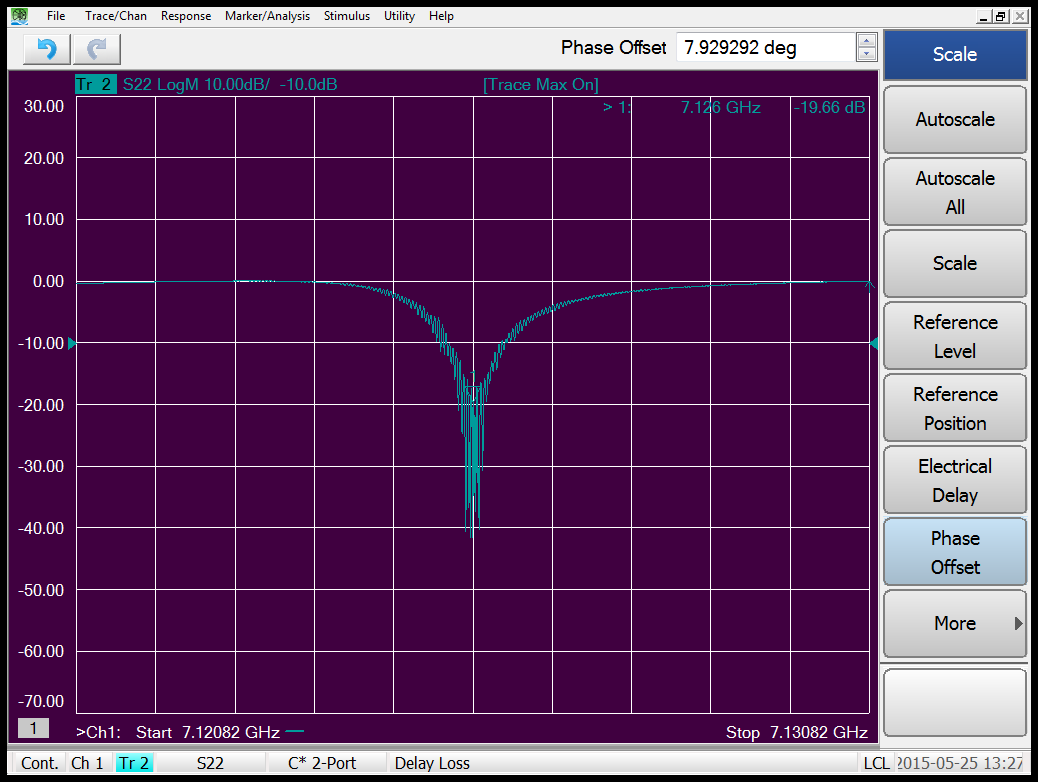 File Trace/Chan Response Marker/Analysis Stimulus Utility Help
Phase Offset 7.929292 deg
Scale
Tr 2 S22 LogM 10.00dB/ -10.0dB [Trace Max On]
> 1: 7.126 GHz -19.66 dB
30.00
20.00
10.00
0.00
-10.00
-20.00
-30.00
-40.00
-50.00
-60.00
-70.00
Autoscale
Autoscale
All
Scale
Reference
Level
Reference
Position
Electrical
Delay
Phase
Offset
More
1 >Ch1: Start 7.12082 GHz Stop 7.13082 GHz
Cont. Ch 1 Tr 2 S22 C* 2-Port Delay Loss LCL 2015-05-25 13:27